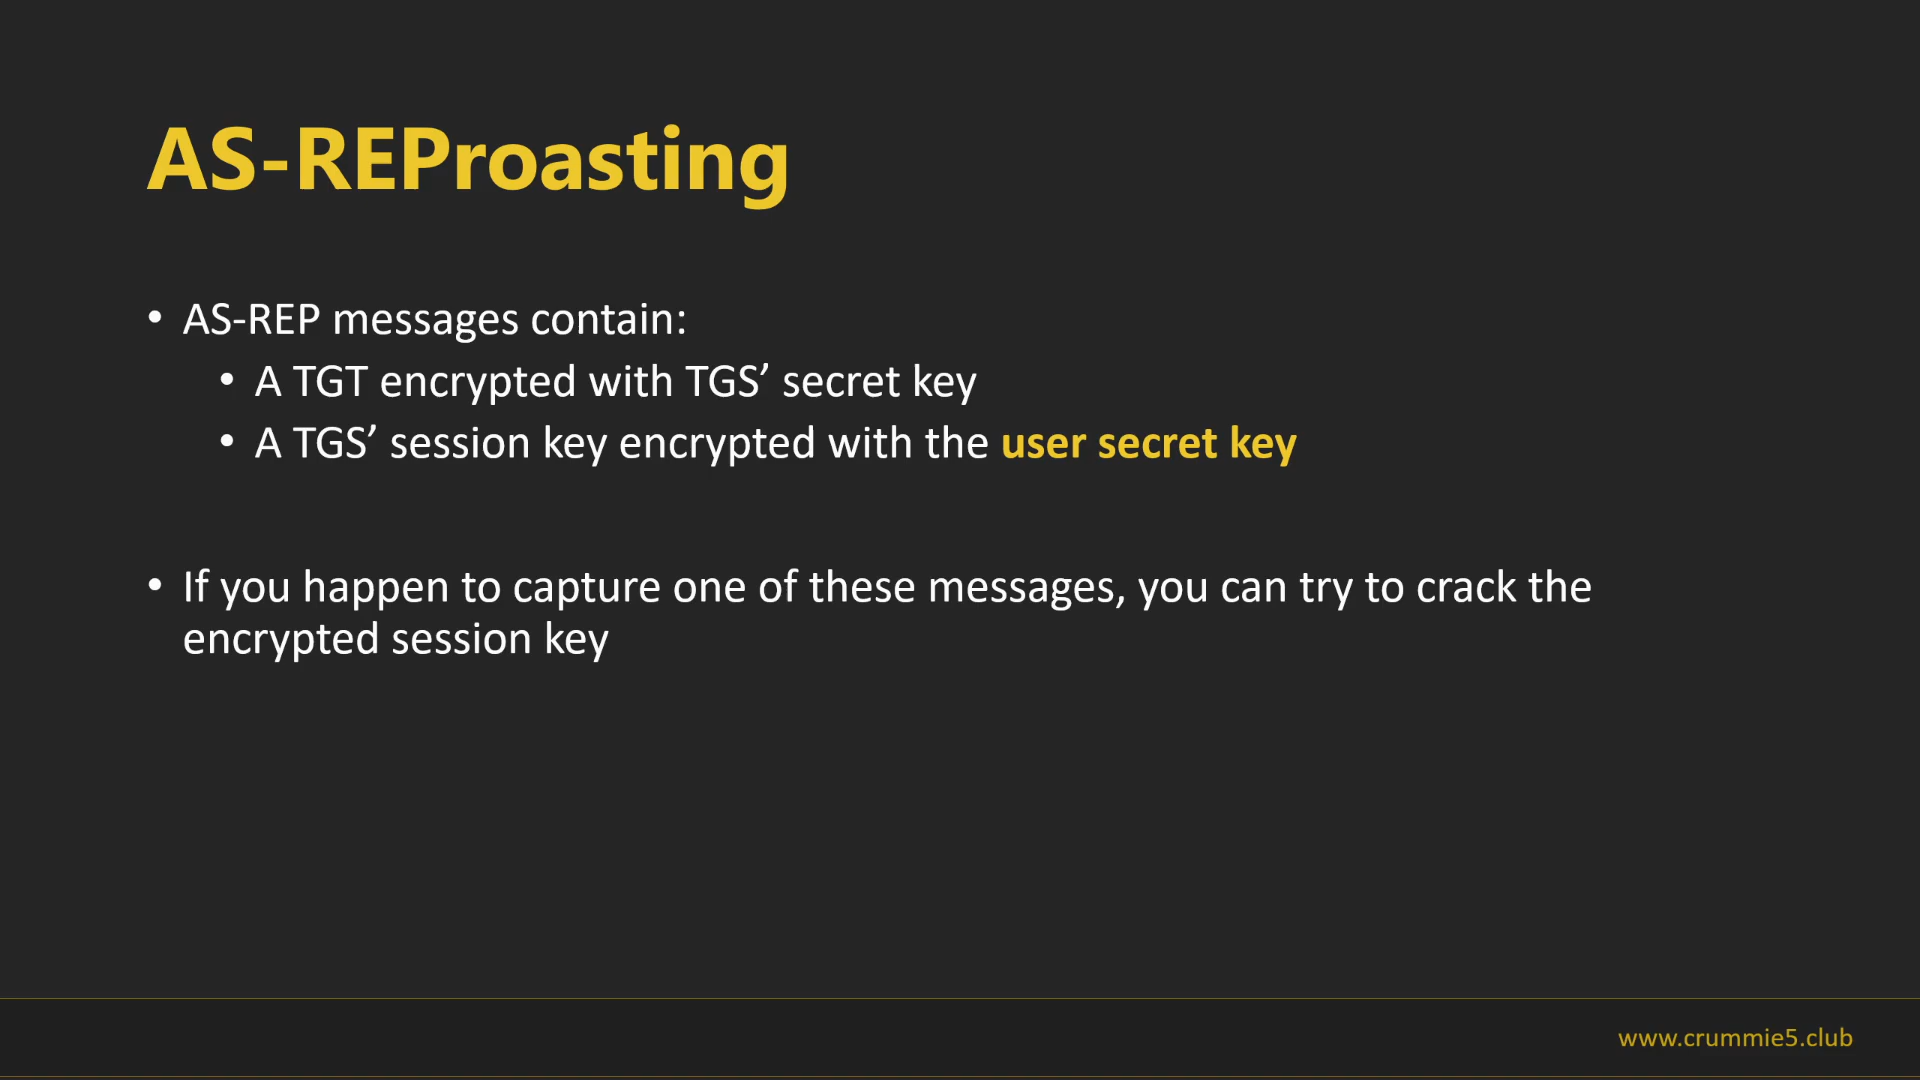 AS-REProasting
• AS-REP messages contain:
• A TGT encrypted with TGS’ secret key
• A TGS’ session key encrypted with the user secret key
• If you happen to capture one of these messages, you can try to crack the
encrypted session key
www.crummie5.club